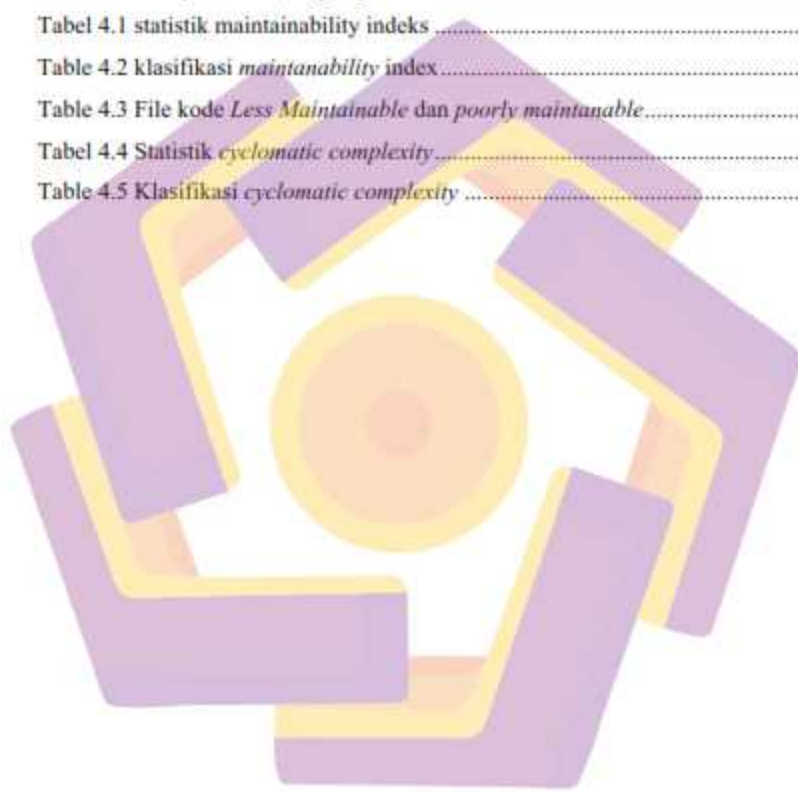 Tabel 4.1 statistik maintainability indeks ..........................................................................
Table 4.2 klasifikasi maintanability index..........................................................................
Table 4.3 File kode Less Maintainable dan poorly maintanable..............................
Tabel 4.4 Statistik cyclomatic complexity..........................................................................
Table 4.5 Klasifikasi cyclomatic complexity ....................................................................